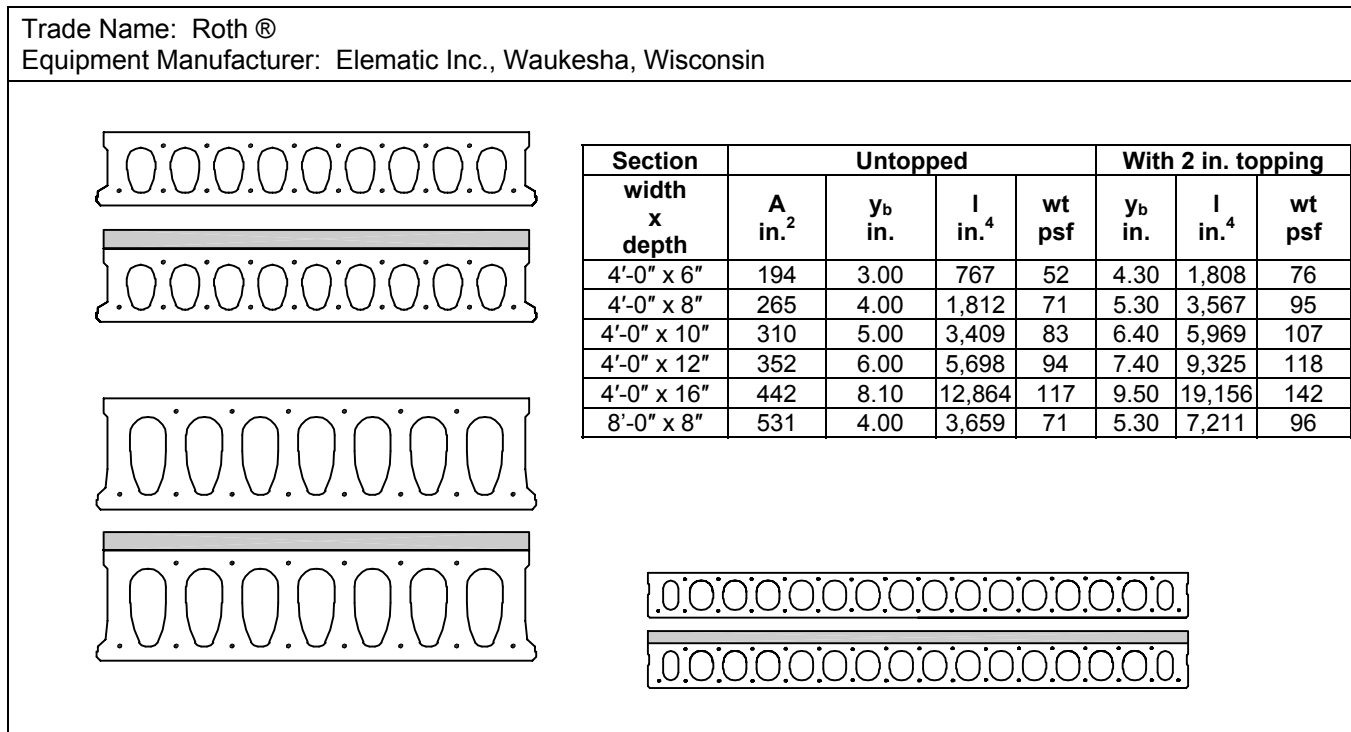 Trade Name: Roth ®
Equipment Manufacturer: Elematic Inc., Waukesha, Wisconsin
Section Untopped With 2 in. topping
width x depth A in.² yb in. I in.⁴ wt psf yb in. I in.⁴ wt psf
4′-0″ x 6″ 194 3.00 767 52 4.30 1,808 76
4′-0″ x 8″ 265 4.00 1,812 71 5.30 3,567 95
4′-0″ x 10″ 310 5.00 3,409 83 6.40 5,969 107
4′-0″ x 12″ 352 6.00 5,698 94 7.40 9,325 118
4′-0″ x 16″ 442 8.10 12,864 117 9.50 19,156 142
8’-0″ x 8″ 531 4.00 3,659 71 5.30 7,211 96